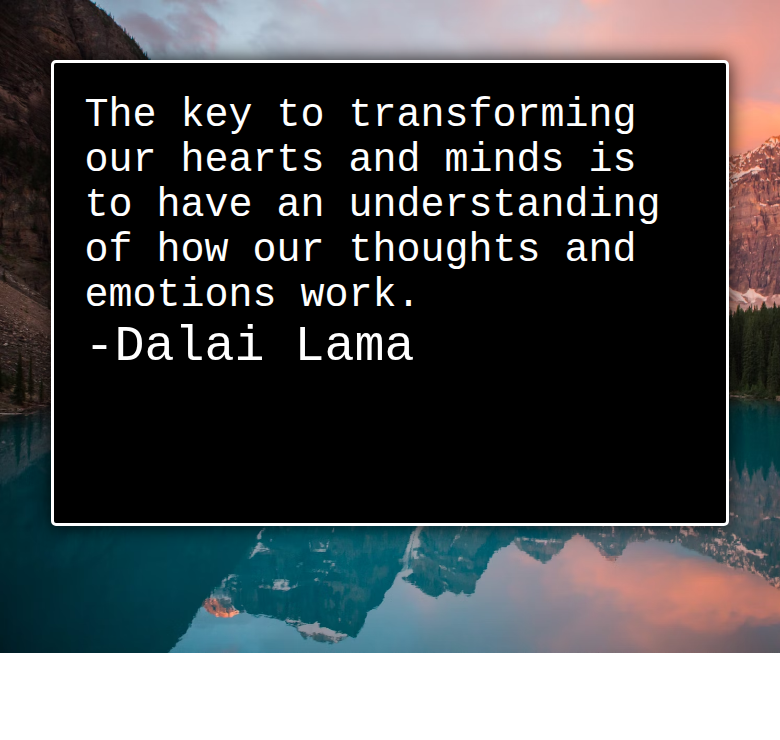 The key to transforming
our hearts and minds is
to have an understanding
of how our thoughts and
emotions work.
-Dalai Lama